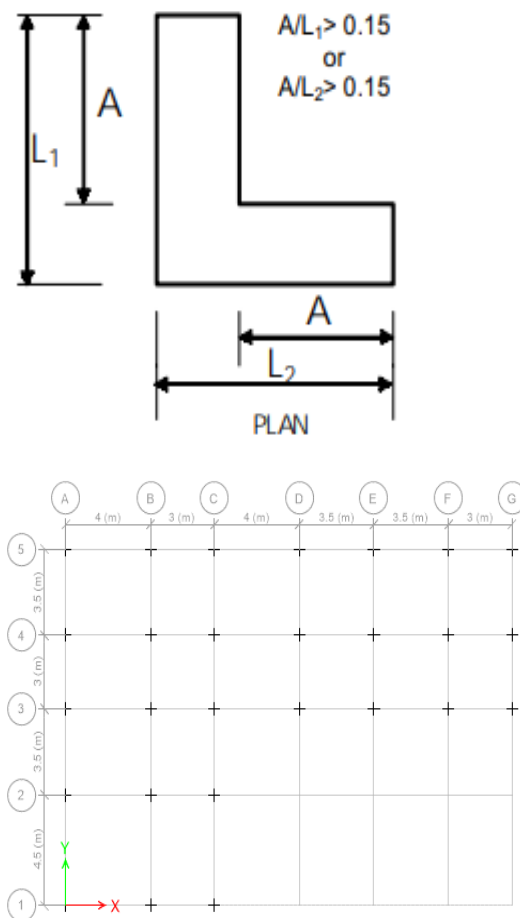 A/L₁> 0.15
or
A/L₂> 0.15
A
L₁
A
L₂
PLAN
A B C D E F G
4 (m) 3 (m) 4 (m) 3.5 (m) 3.5 (m) 3 (m)
5
3.5 (m)
4
3 (m)
3
3.5 (m)
2
4.5 (m)
Y
1
X